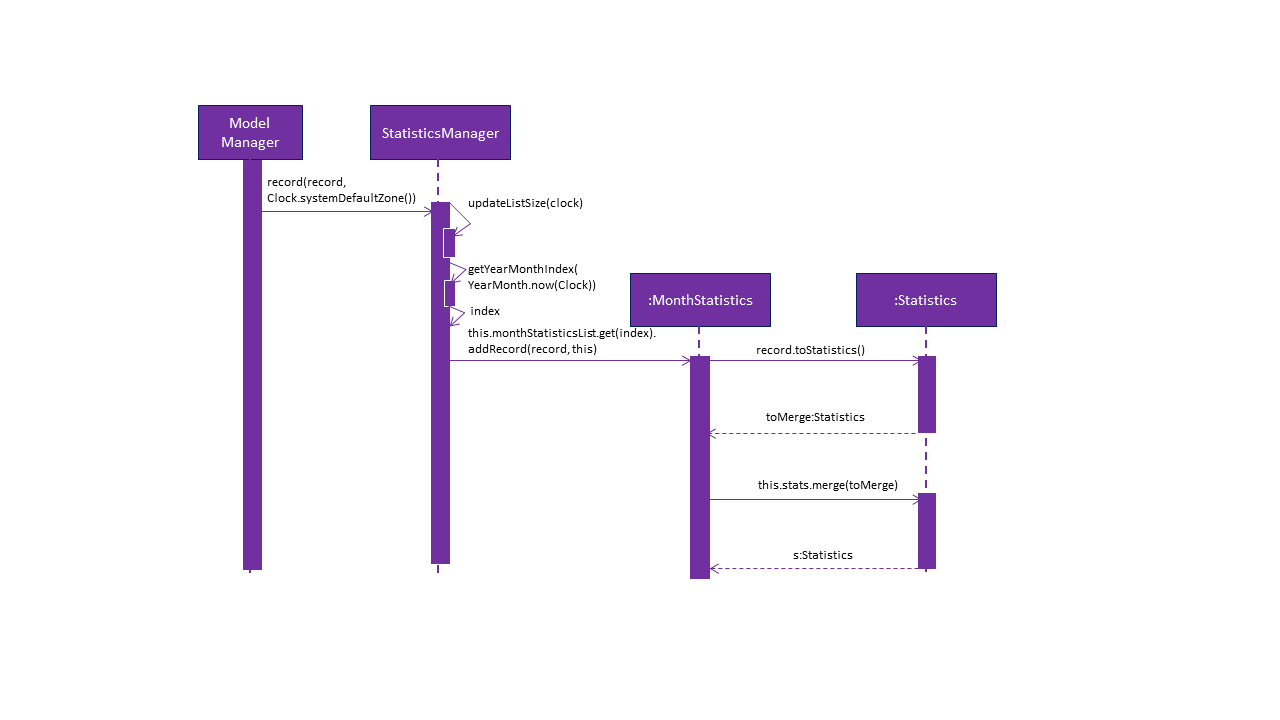 Model
Manager
StatisticsManager
record(record,
Clock.systemDefaultZone())
updateListSize(clock)
getYearMonthIndex(
YearMonth.now(Clock))
:MonthStatistics
:Statistics
index
this.monthStatisticsList.get(index).
addRecord(record, this)
record.toStatistics()
toMerge:Statistics
this.stats.merge(toMerge)
s:Statistics